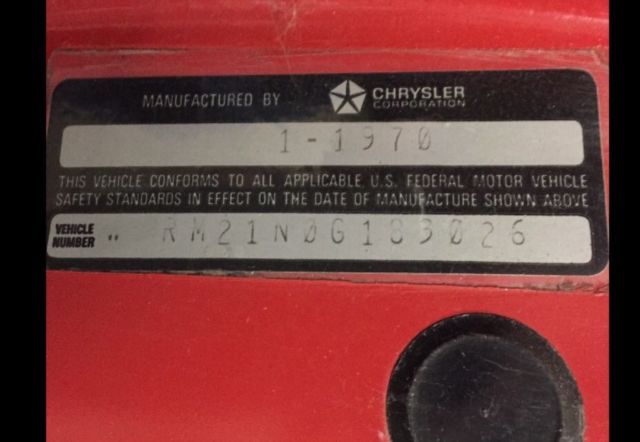 MANUFACTURED BY CHRYSLER CORPORATION
1-1970
THIS VEHICLE CONFORMS TO ALL APPLICABLE U.S. FEDERAL MOTOR VEHICLE
SAFETY STANDARDS IN EFFECT ON THE DATE OF MANUFACTURE SHOWN ABOVE
VEHICLE NUMBER RM21N0G183026